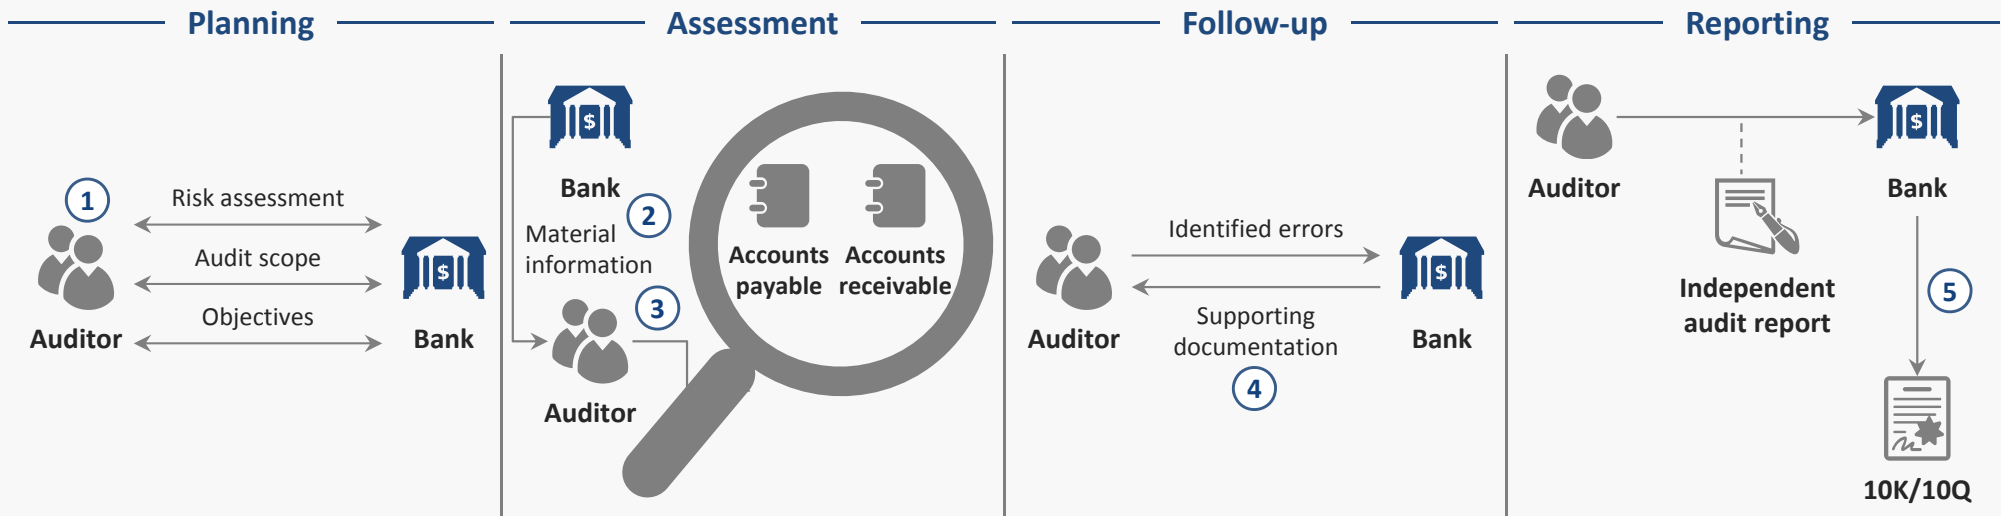 Planning
1
Risk assessment
Audit scope
Objectives
Auditor
$
Bank
Assessment
$
Bank
2
Material
information
3
Auditor
Accounts
payable
Accounts
receivable
Follow-up
Identified errors
Auditor
Supporting
documentation
4
$
Bank
Reporting
Auditor
$
Bank
Independent
audit report
5
10K/10Q